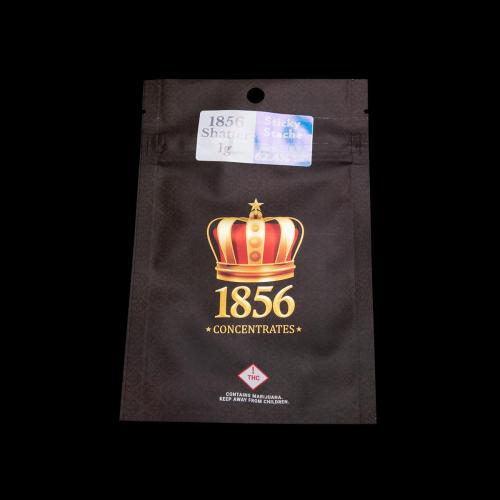 1856
Shatter
1g
Sticky
Stache
1856
★ CONCENTRATES ★
!
THC
CONTAINS MARIJUANA.
KEEP AWAY FROM CHILDREN.